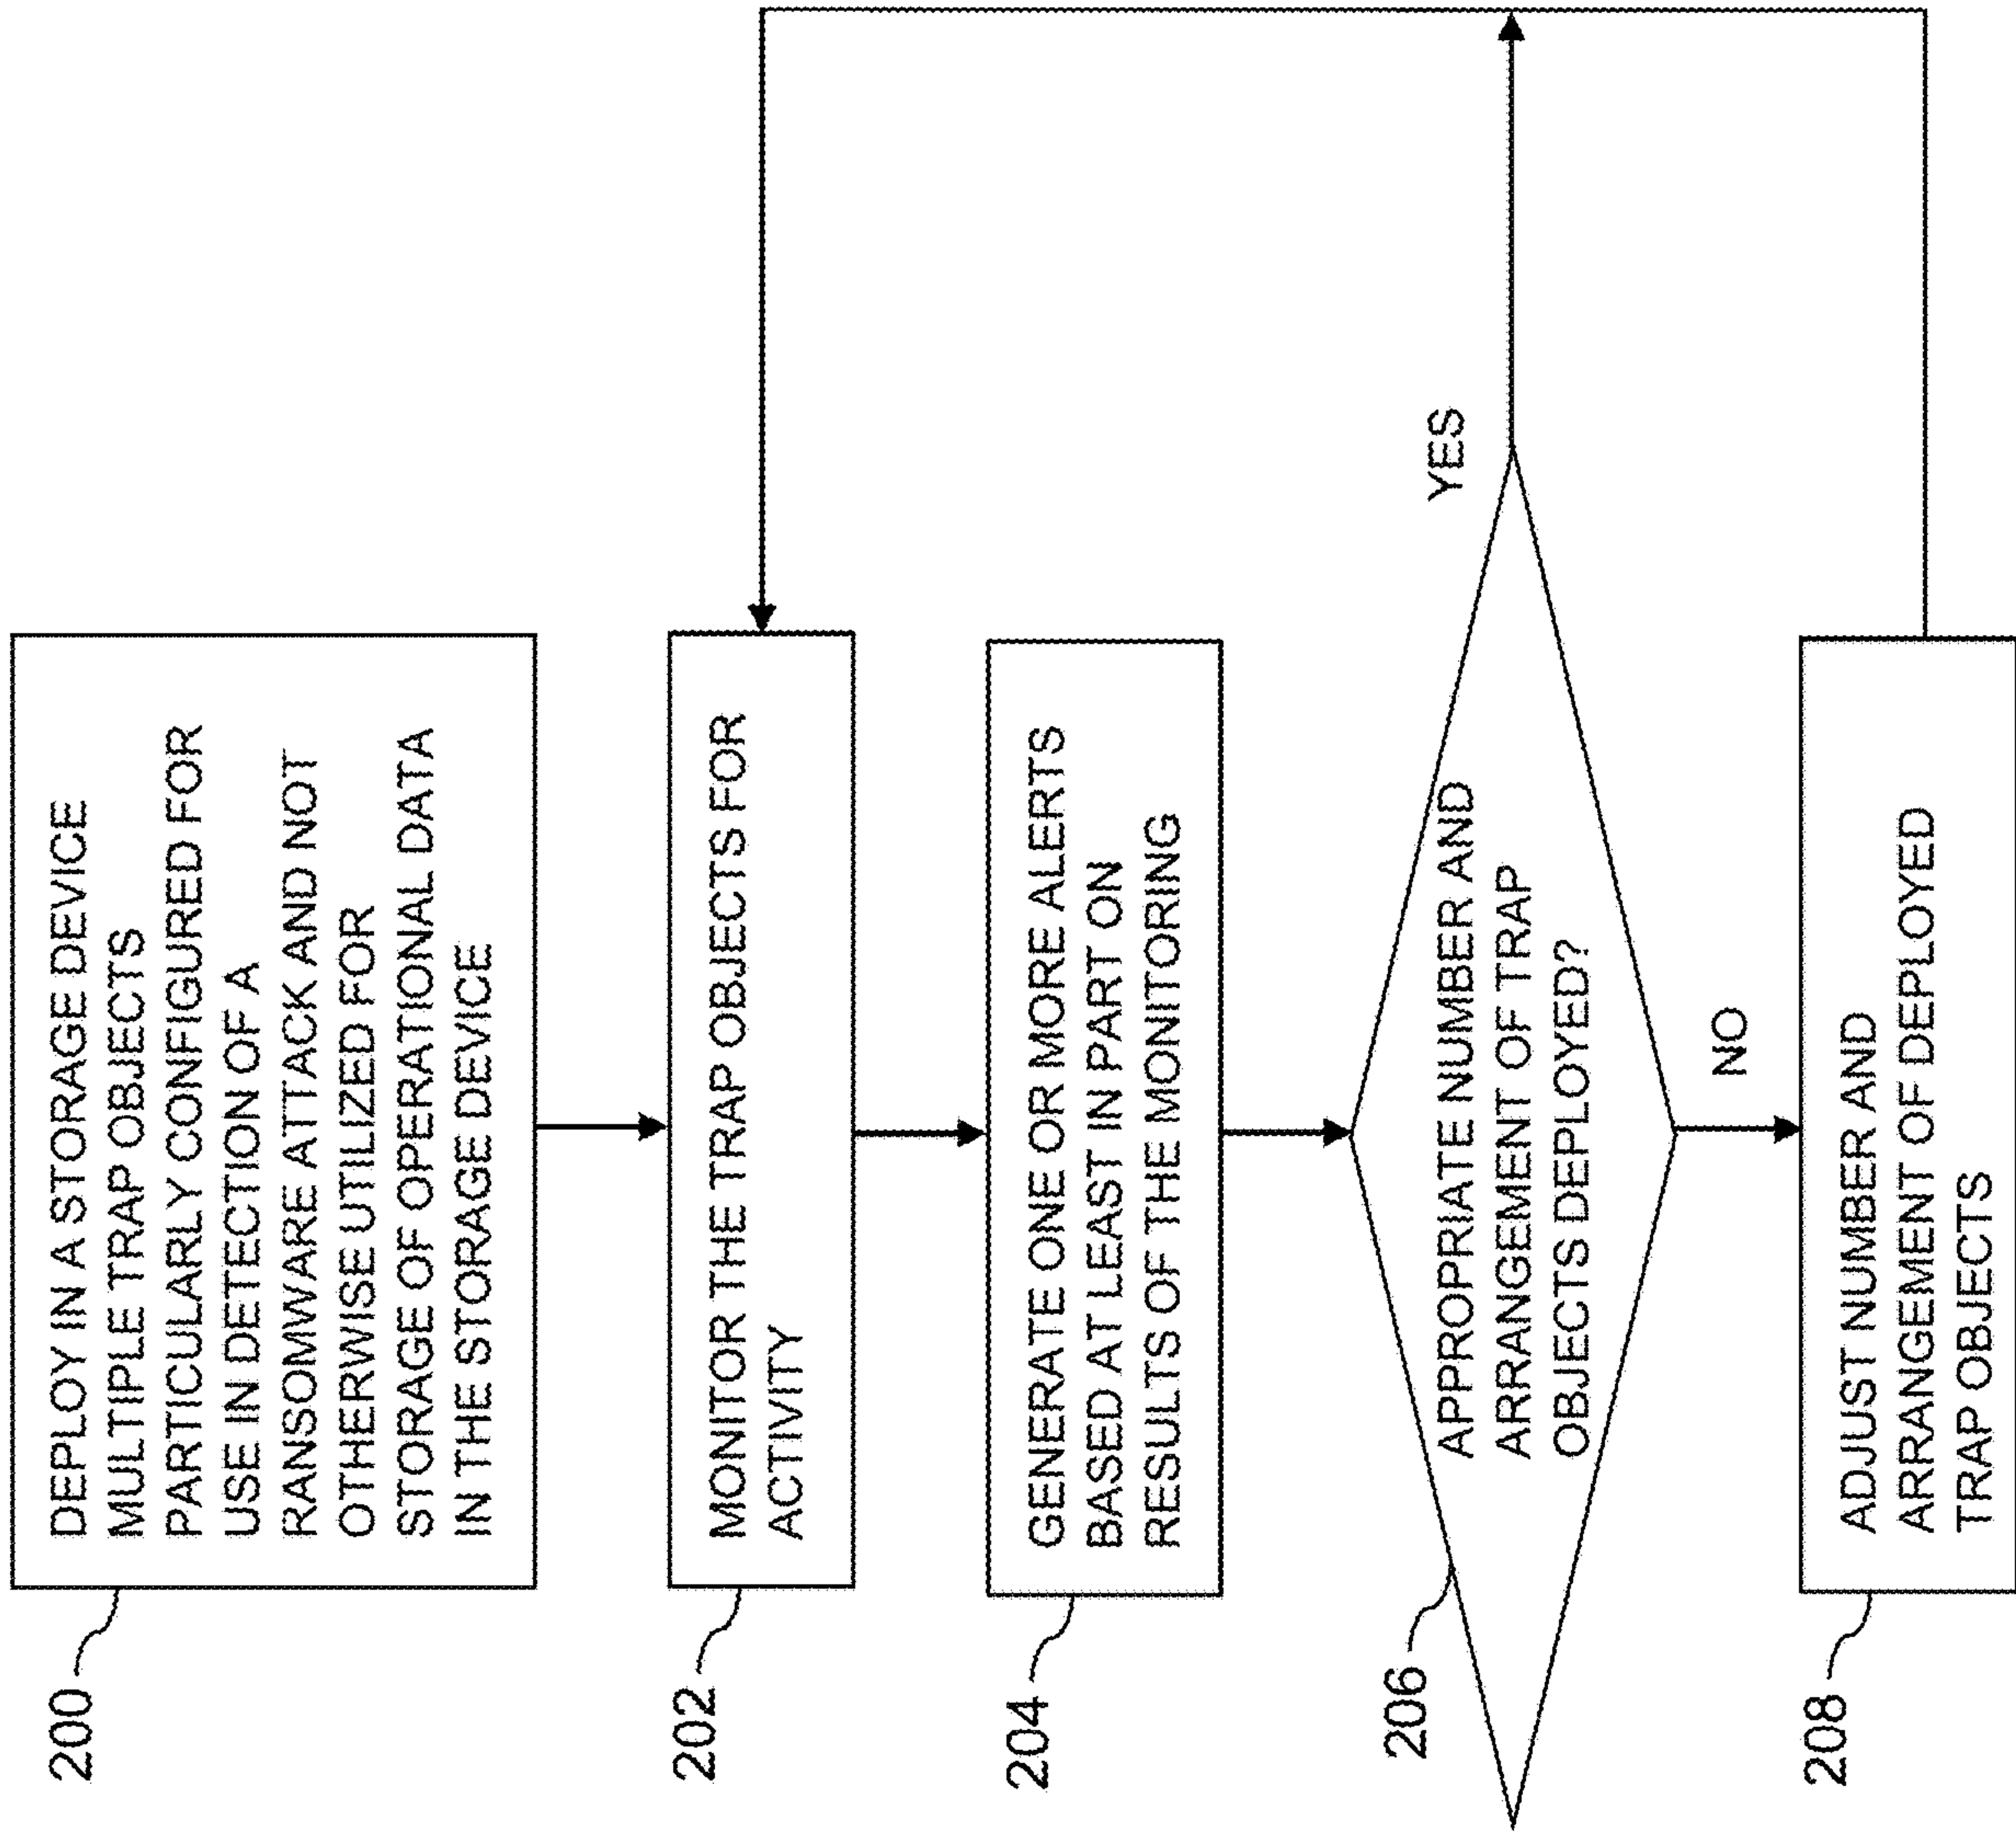 200
DEPLOY IN A STORAGE DEVICE
MULTIPLE TRAP OBJECTS
PARTICULARLY CONFIGURED FOR
USE IN DETECTION OF A
RANSOMWARE ATTACK AND NOT
OTHERWISE UTILIZED FOR
STORAGE OF OPERATIONAL DATA
IN THE STORAGE DEVICE
202
MONITOR THE TRAP OBJECTS FOR
ACTIVITY
204
GENERATE ONE OR MORE ALERTS
BASED AT LEAST IN PART ON
RESULTS OF THE MONITORING
206
APPROPRIATE NUMBER AND
ARRANGEMENT OF TRAP
OBJECTS DEPLOYED?
YES
NO
208
ADJUST NUMBER AND
ARRANGEMENT OF DEPLOYED
TRAP OBJECTS